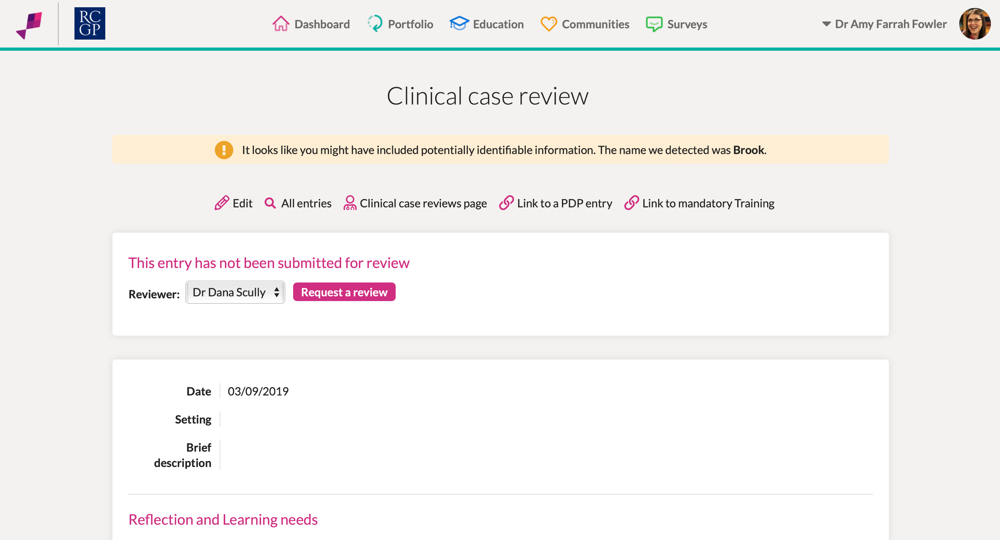 RC
GP
Dashboard
Portfolio
Education
Communities
Surveys
Dr Amy Farrah Fowler
Clinical case review
It looks like you might have included potentially identifiable information. The name we detected was Brook.
Edit
All entries
Clinical case reviews page
Link to a PDP entry
Link to mandatory Training
This entry has not been submitted for review
Reviewer: Dr Dana Scully Request a review
Date 03/09/2019
Setting
Brief
description
Reflection and Learning needs